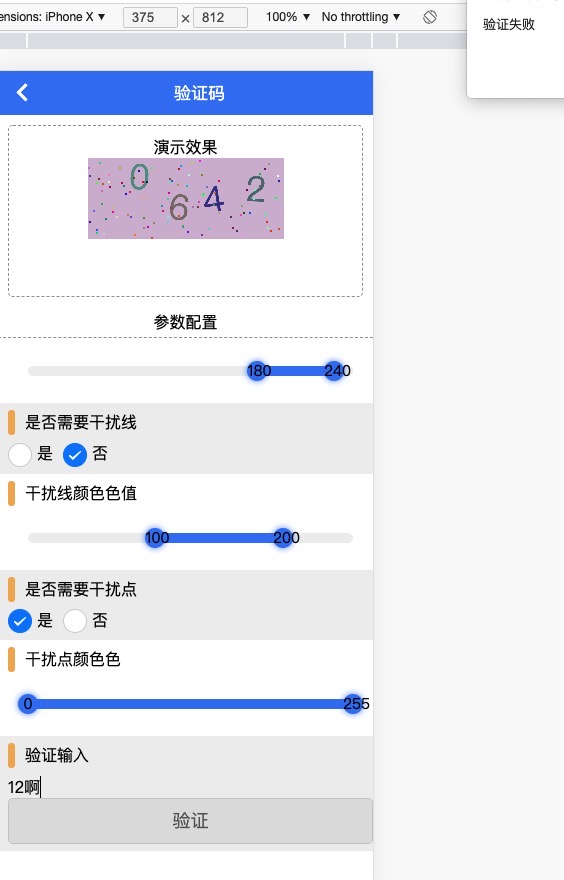 ensions: iPhone X ▼ 375 × 812 100% ▼ No throttling ▼
验证失败
验证码
演示效果
0 6 4 2
参数配置
180 240
是否需要干扰线
是 否
干扰线颜色色值
100 200
是否需要干扰点
是 否
干扰点颜色色
0 255
验证输入
12啊
验证